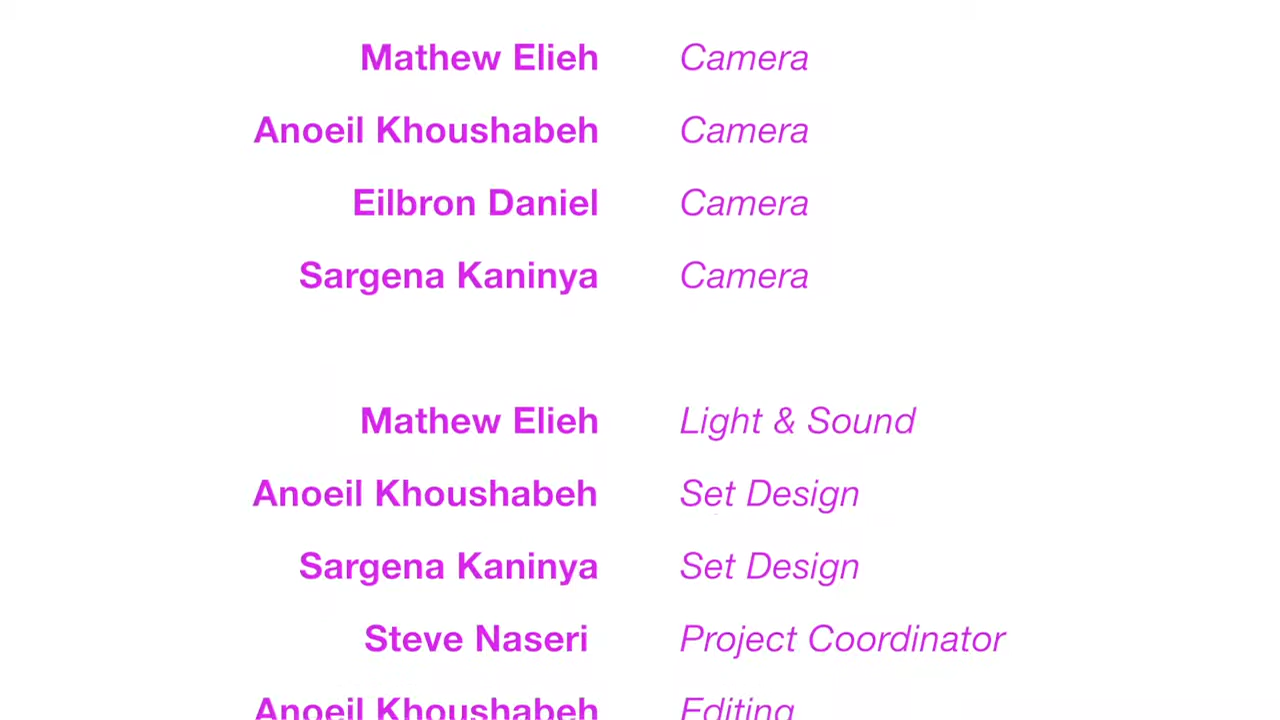 Mathew Elieh Camera
Anoeil Khoushabeh Camera
Eilbron Daniel Camera
Sargena Kaninya Camera
Mathew Elieh Light & Sound
Anoeil Khoushabeh Set Design
Sargena Kaninya Set Design
Steve Naseri Project Coordinator
Anoeil Khoushabeh Editing